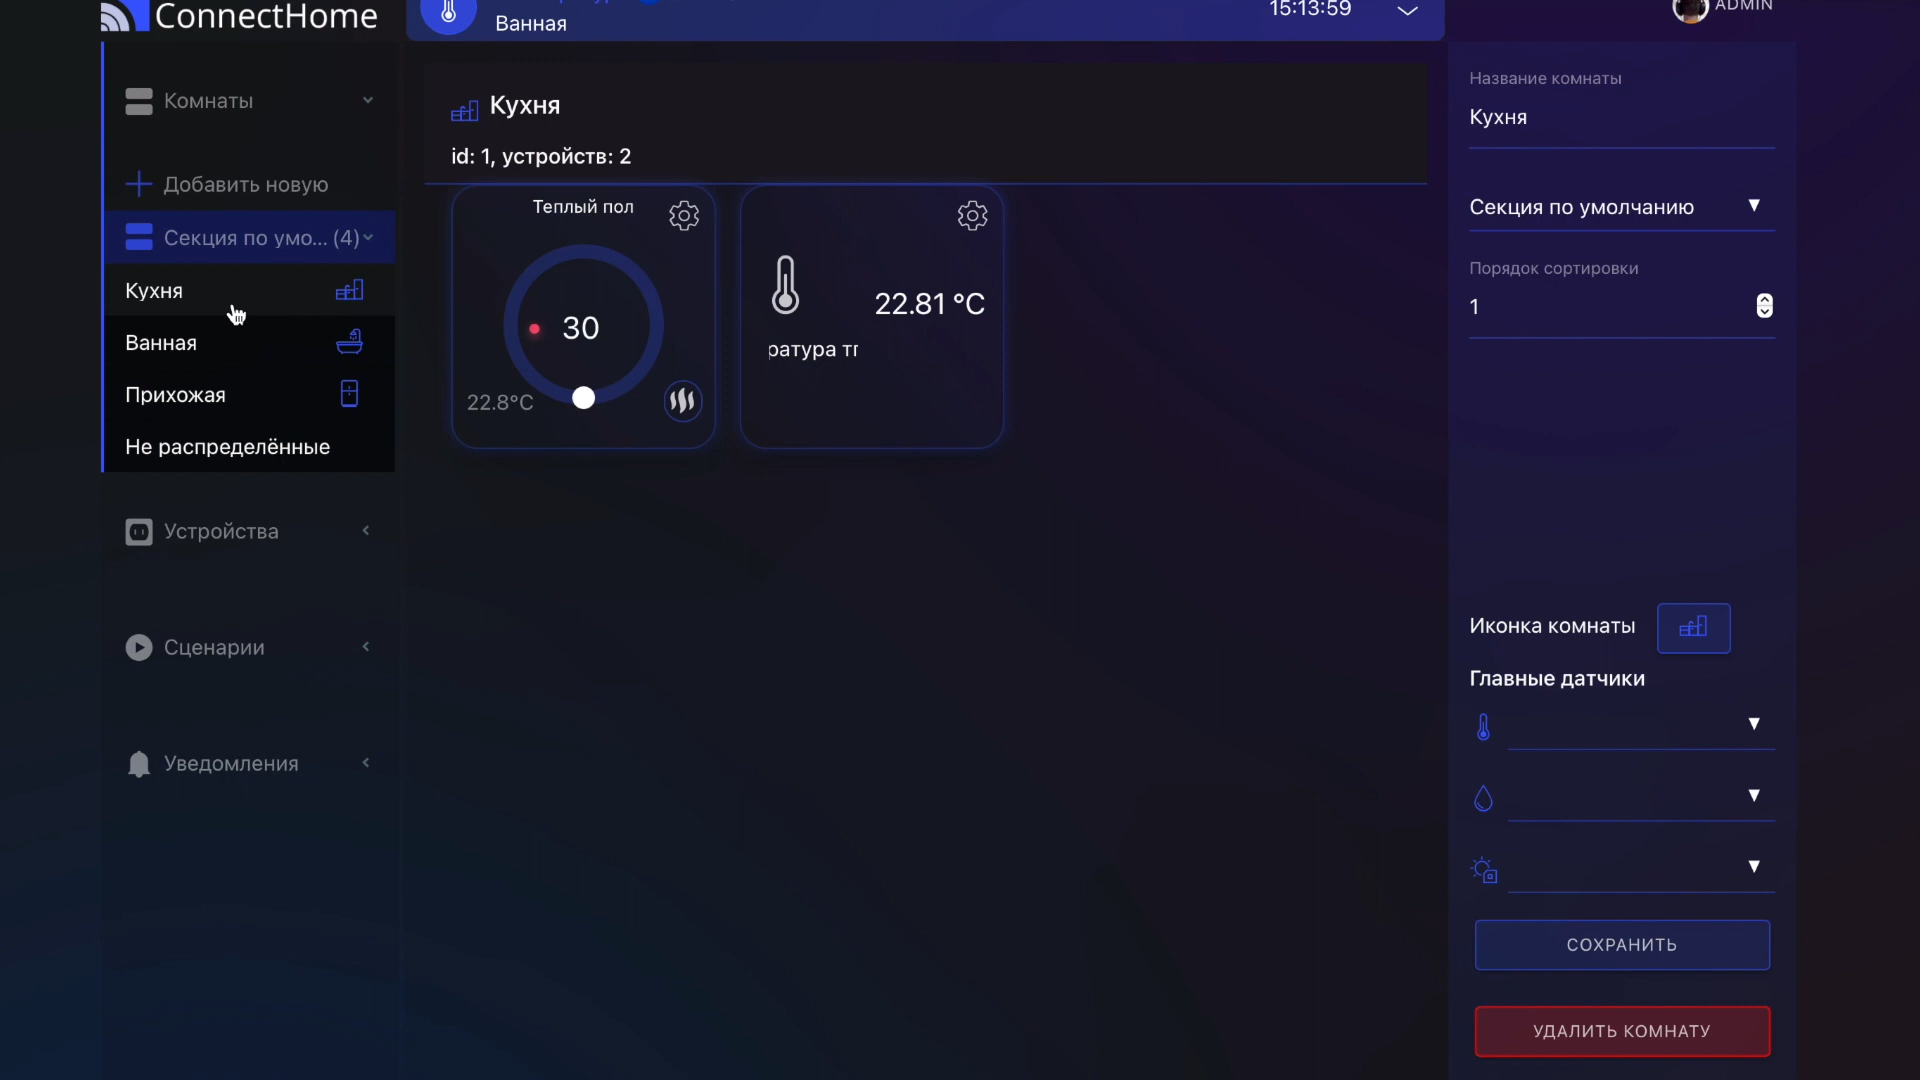 ConnectHome
Ванная
15:13:59
ADMIN
Комнаты
Добавить новую
Секция по умо... (4)
Кухня
Ванная
Прихожая
Не распределённые
Устройства
Сценарии
Уведомления
Кухня
id: 1, устройств: 2
Теплый пол
30
22.8°C
22.81 °C
ратура тг
Название комнаты
Кухня
Секция по умолчанию
Порядок сортировки
1
Иконка комнаты
Главные датчики
СОХРАНИТЬ
УДАЛИТЬ КОМНАТУ